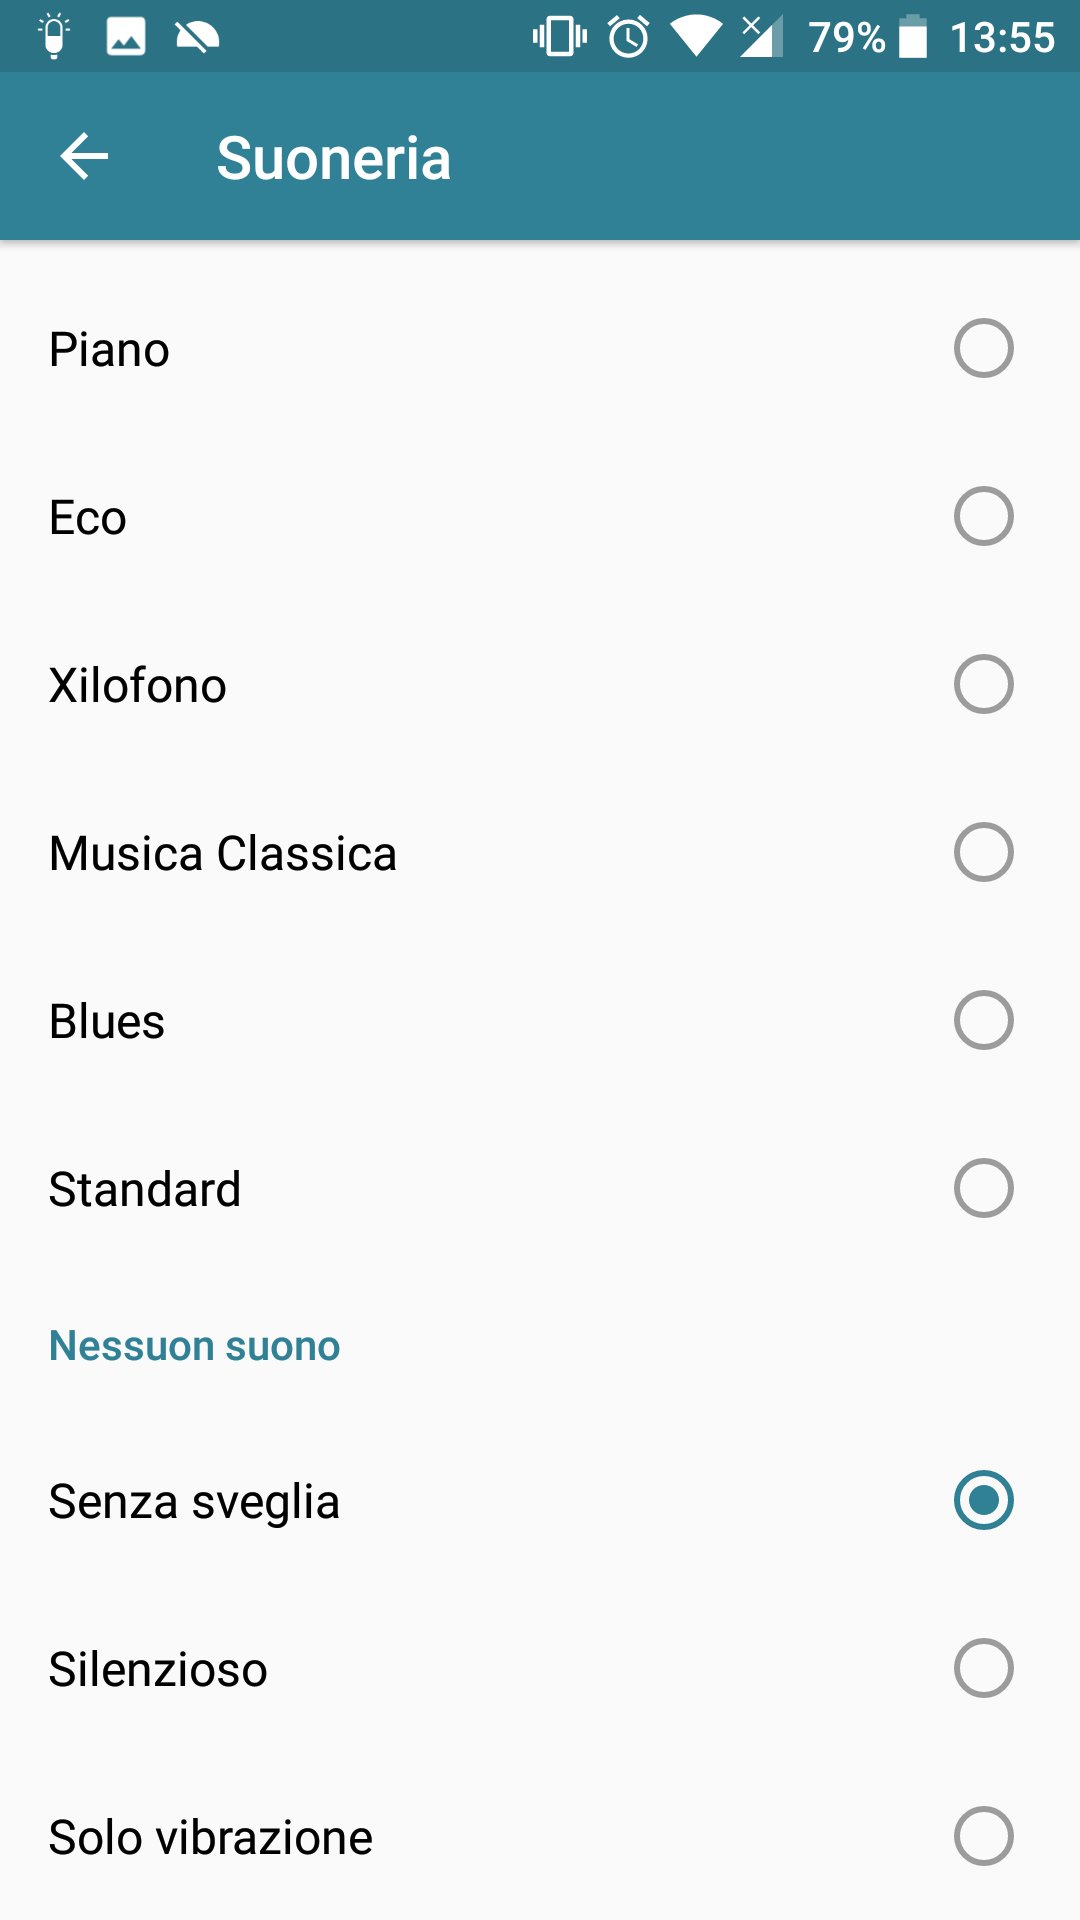 79% 13:55
Suoneria
Piano
Eco
Xilofono
Musica Classica
Blues
Standard
Nessuon suono
Senza sveglia
Silenzioso
Solo vibrazione